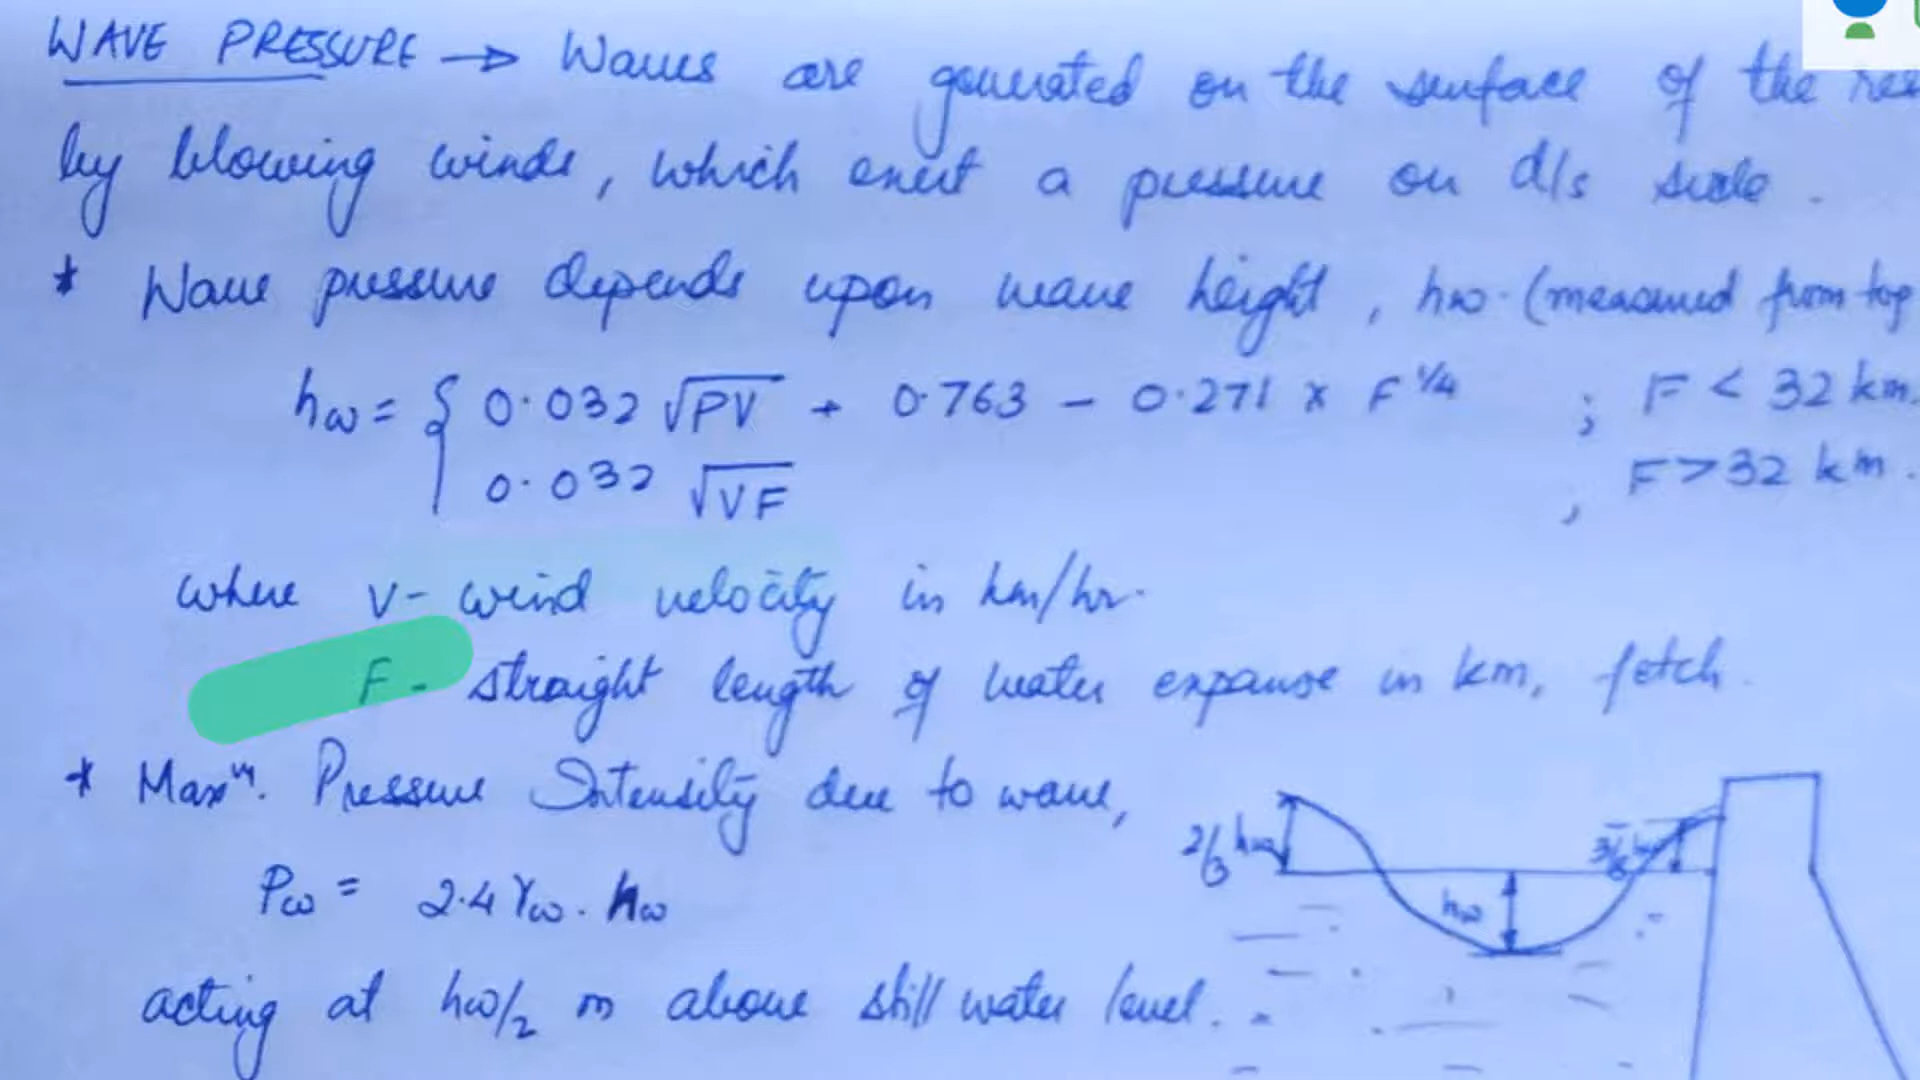 WAVE PRESSURE → Waves are generated on the surface of the res
by blowing winds, which exert a pressure on d/s side.
* Wave pressure depends upon wave height, hw. (measured from top
hw = { 0.032 √PV + 0.763 - 0.271 x F^1/4 ; F < 32 km.
0.032 √VF , F > 32 km.
where V - wind velocity in km/hr.
F - straight length of water expanse in km, fetch.
* Max^m. Pressure Intensity due to wave,
2/3 hw
Pw = 2.4 γw. hw
hw
acting at hw/2 m above still water level.